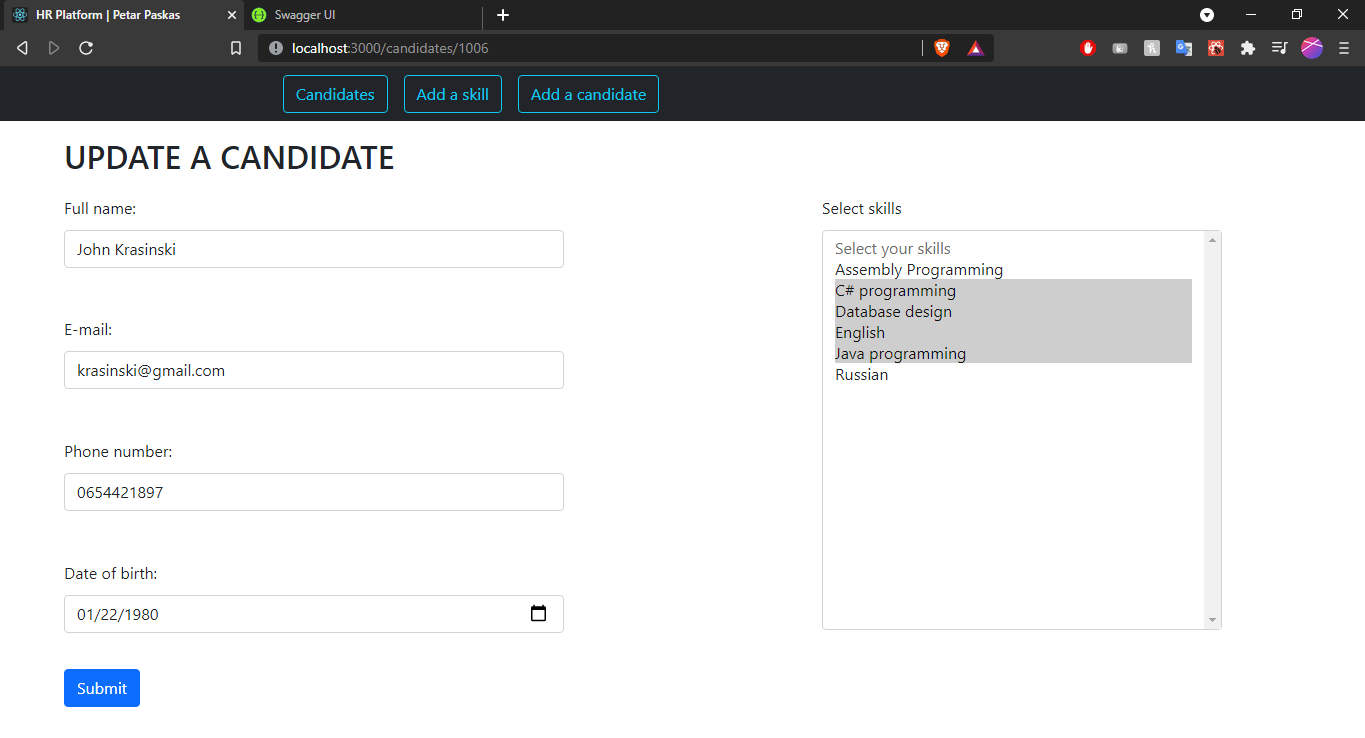 HR Platform | Petar Paskas
Swagger UI
localhost:3000/candidates/1006
Candidates
Add a skill
Add a candidate
UPDATE A CANDIDATE
Full name:
John Krasinski
E-mail:
krasinski@gmail.com
Phone number:
0654421897
Date of birth:
01/22/1980
Submit
Select skills
Select your skills
Assembly Programming
C# programming
Database design
English
Java programming
Russian